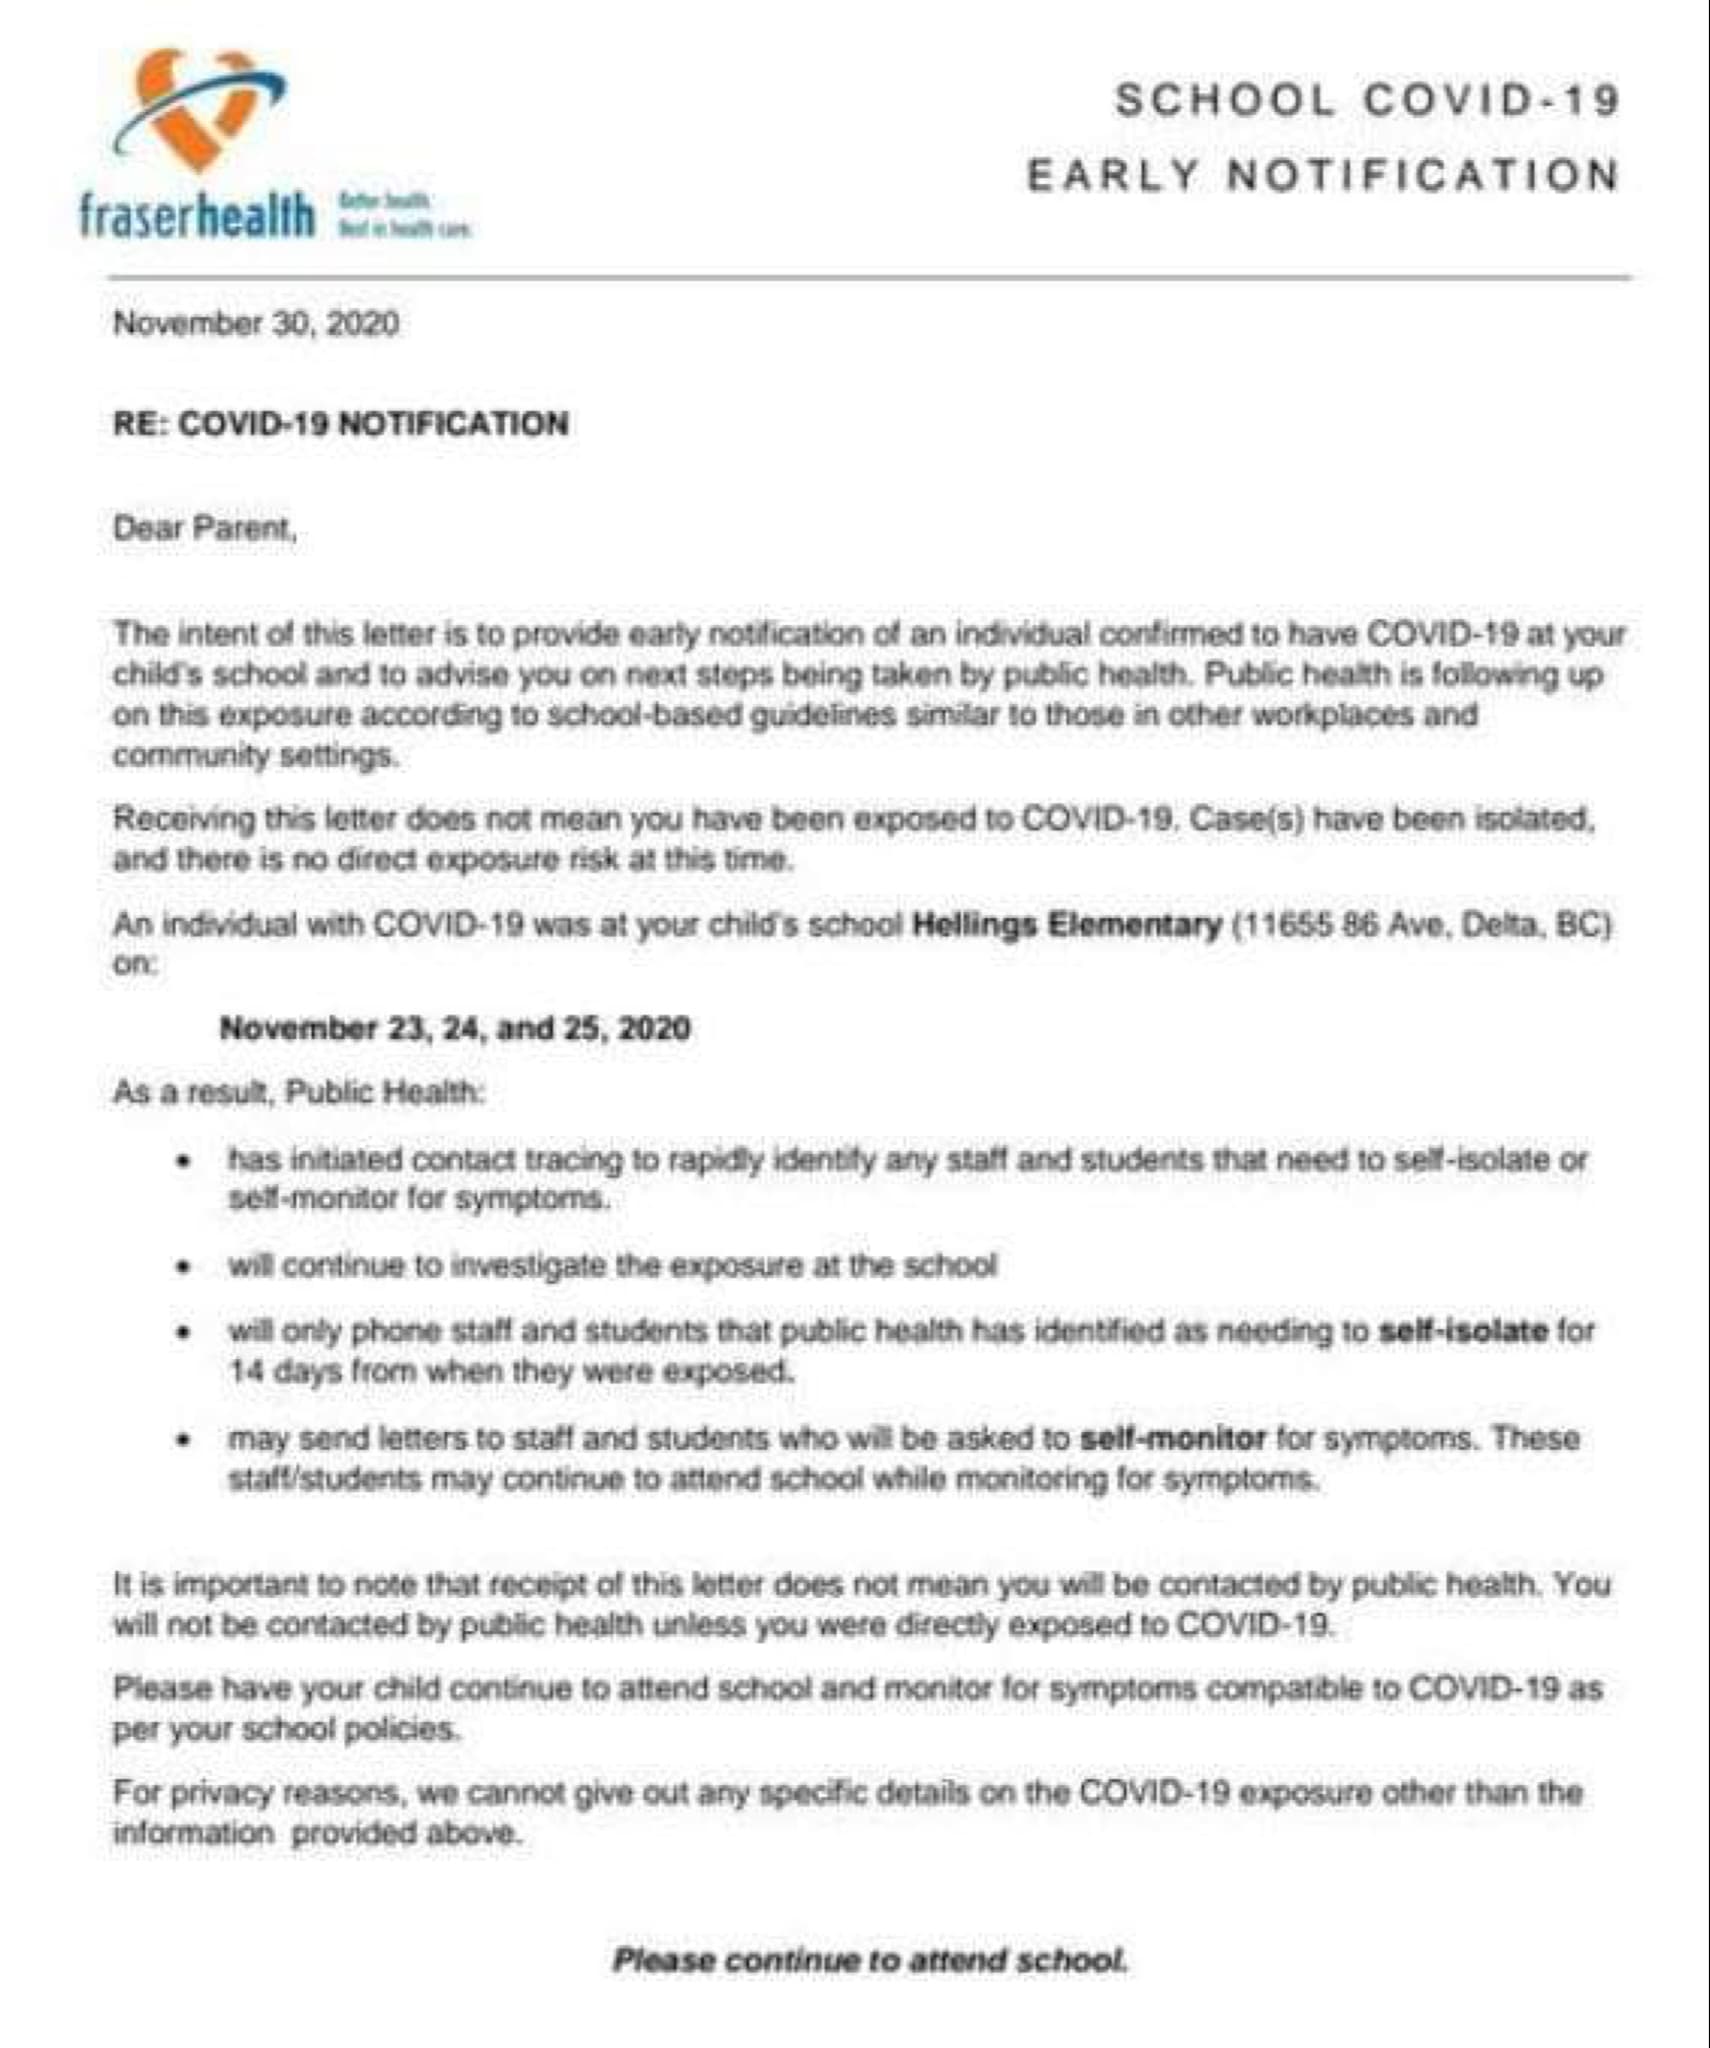 SCHOOL COVID-19
EARLY NOTIFICATION
fraserhealth
Better health.
Best in health care.
November 30, 2020
RE: COVID-19 NOTIFICATION
Dear Parent,
The intent of this letter is to provide early notification of an individual confirmed to have COVID-19 at your
child's school and to advise you on next steps being taken by public health. Public health is following up
on this exposure according to school-based guidelines similar to those in other workplaces and
community settings.
Receiving this letter does not mean you have been exposed to COVID-19. Case(s) have been isolated,
and there is no direct exposure risk at this time.
An individual with COVID-19 was at your child's school Hellings Elementary (11655 86 Ave, Delta, BC)
on:
November 23, 24, and 25, 2020
As a result, Public Health:
• has initiated contact tracing to rapidly identify any staff and students that need to self-isolate or
self-monitor for symptoms.
• will continue to investigate the exposure at the school
• will only phone staff and students that public health has identified as needing to self-isolate for
14 days from when they were exposed.
• may send letters to staff and students who will be asked to self-monitor for symptoms. These
staff/students may continue to attend school while monitoring for symptoms.
It is important to note that receipt of this letter does not mean you will be contacted by public health. You
will not be contacted by public health unless you were directly exposed to COVID-19.
Please have your child continue to attend school and monitor for symptoms compatible to COVID-19 as
per your school policies.
For privacy reasons, we cannot give out any specific details on the COVID-19 exposure other than the
information provided above.
Please continue to attend school.